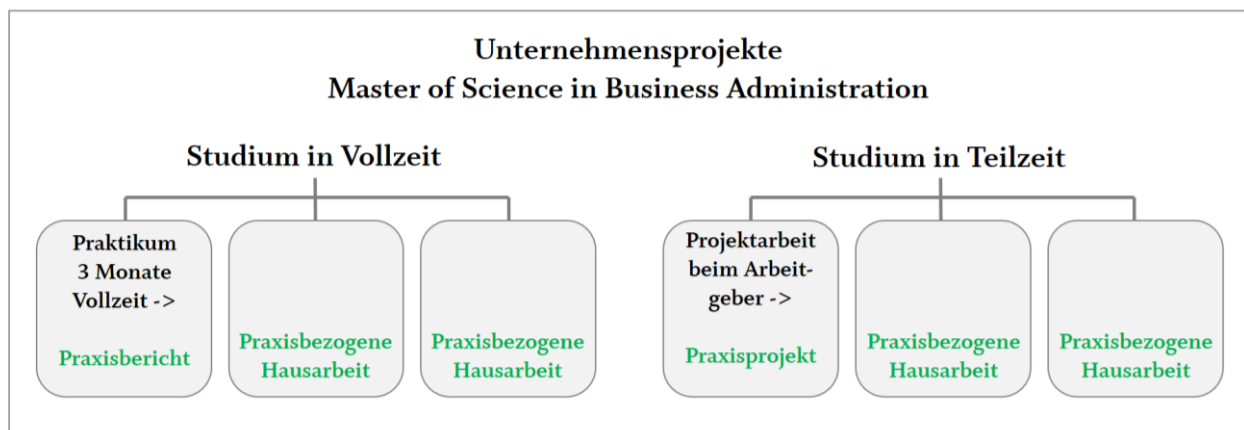 Unternehmensprojekte
Master of Science in Business Administration
Studium in Vollzeit
Praktikum
3 Monate
Vollzeit ->
Praxisbericht
Praxisbezogene
Hausarbeit
Praxisbezogene
Hausarbeit
Studium in Teilzeit
Projektarbeit
beim Arbeit-
geber ->
Praxisprojekt
Praxisbezogene
Hausarbeit
Praxisbezogene
Hausarbeit